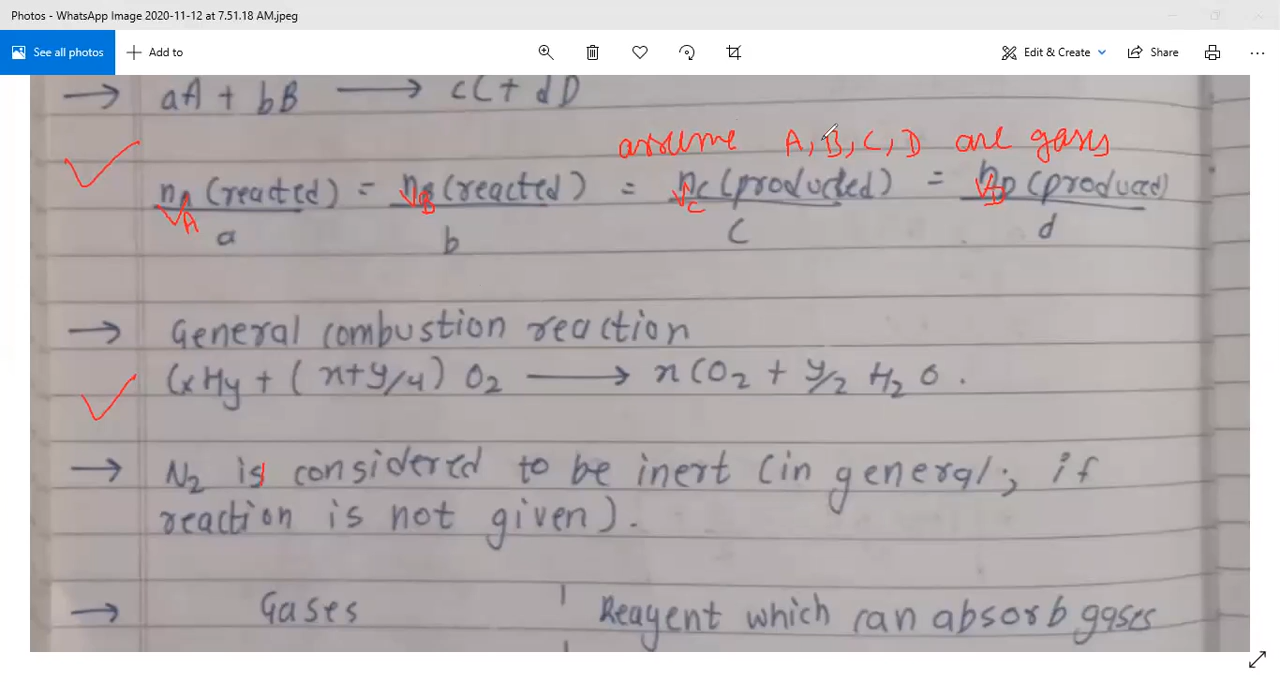 Photos - WhatsApp Image 2020-11-12 at 7.51.18 AM.jpeg
See all photos
Add to
Edit & Create
Share
→ aA + bB ⟶ cC + dD
assume A, B, C, D are gases
nA (reacted) = nB (reacted) = nC (producted) = nD (produced)
VA VB VC VD
a b c d
→ General combustion reaction
CxHy + (x+y/4) O2 ⟶ xCO2 + y/2 H2O.
→ N2 is considered to be inert (in general; if
reaction is not given).
→ Gases Reagent which can absorb gases